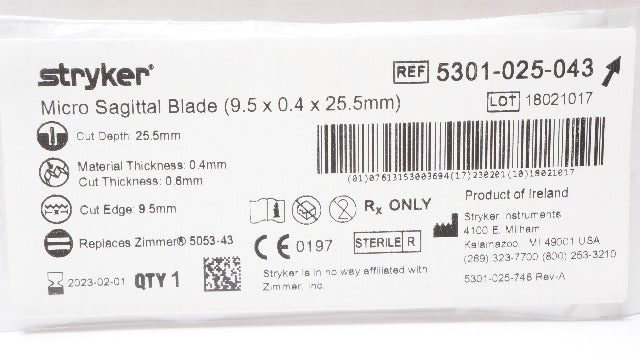 stryker®
REF 5301-025-043
Micro Sagittal Blade (9.5 x 0.4 x 25.5mm)
LOT 18021017
Cut Depth: 25.5mm
Material Thickness: 0.4mm
Cut Thickness: 0.6mm
(01)07613153003694(17)230201(10)18021017
Cut Edge: 9.5mm
Rx ONLY
Product of Ireland
Stryker Instruments
4100 E. Milham
Kalamazoo, MI 49001 USA
(269) 323-7700 (800) 253-3210
Replaces Zimmer® 5053-43
CE 0197
STERILE R
2023-02-01 QTY 1
Stryker is in no way affiliated with
Zimmer, Inc.
5301-025-746 Rev-A